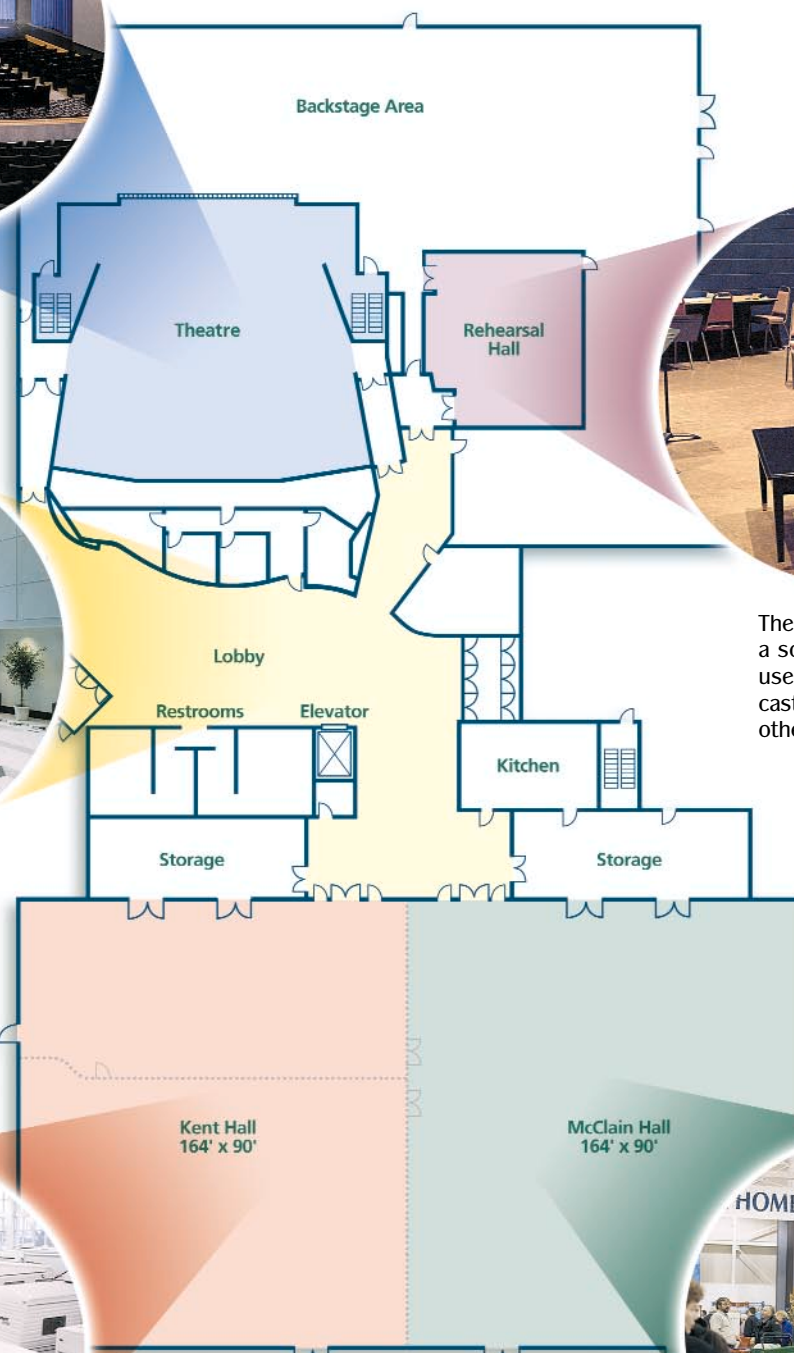 Backstage Area
Theatre
Rehearsal
Hall
Lobby
Restrooms
Elevator
Kitchen
Storage
Storage
Kent Hall
164' x 90'
McClain Hall
164' x 90'
HOME
The
a so
use
cast
othe